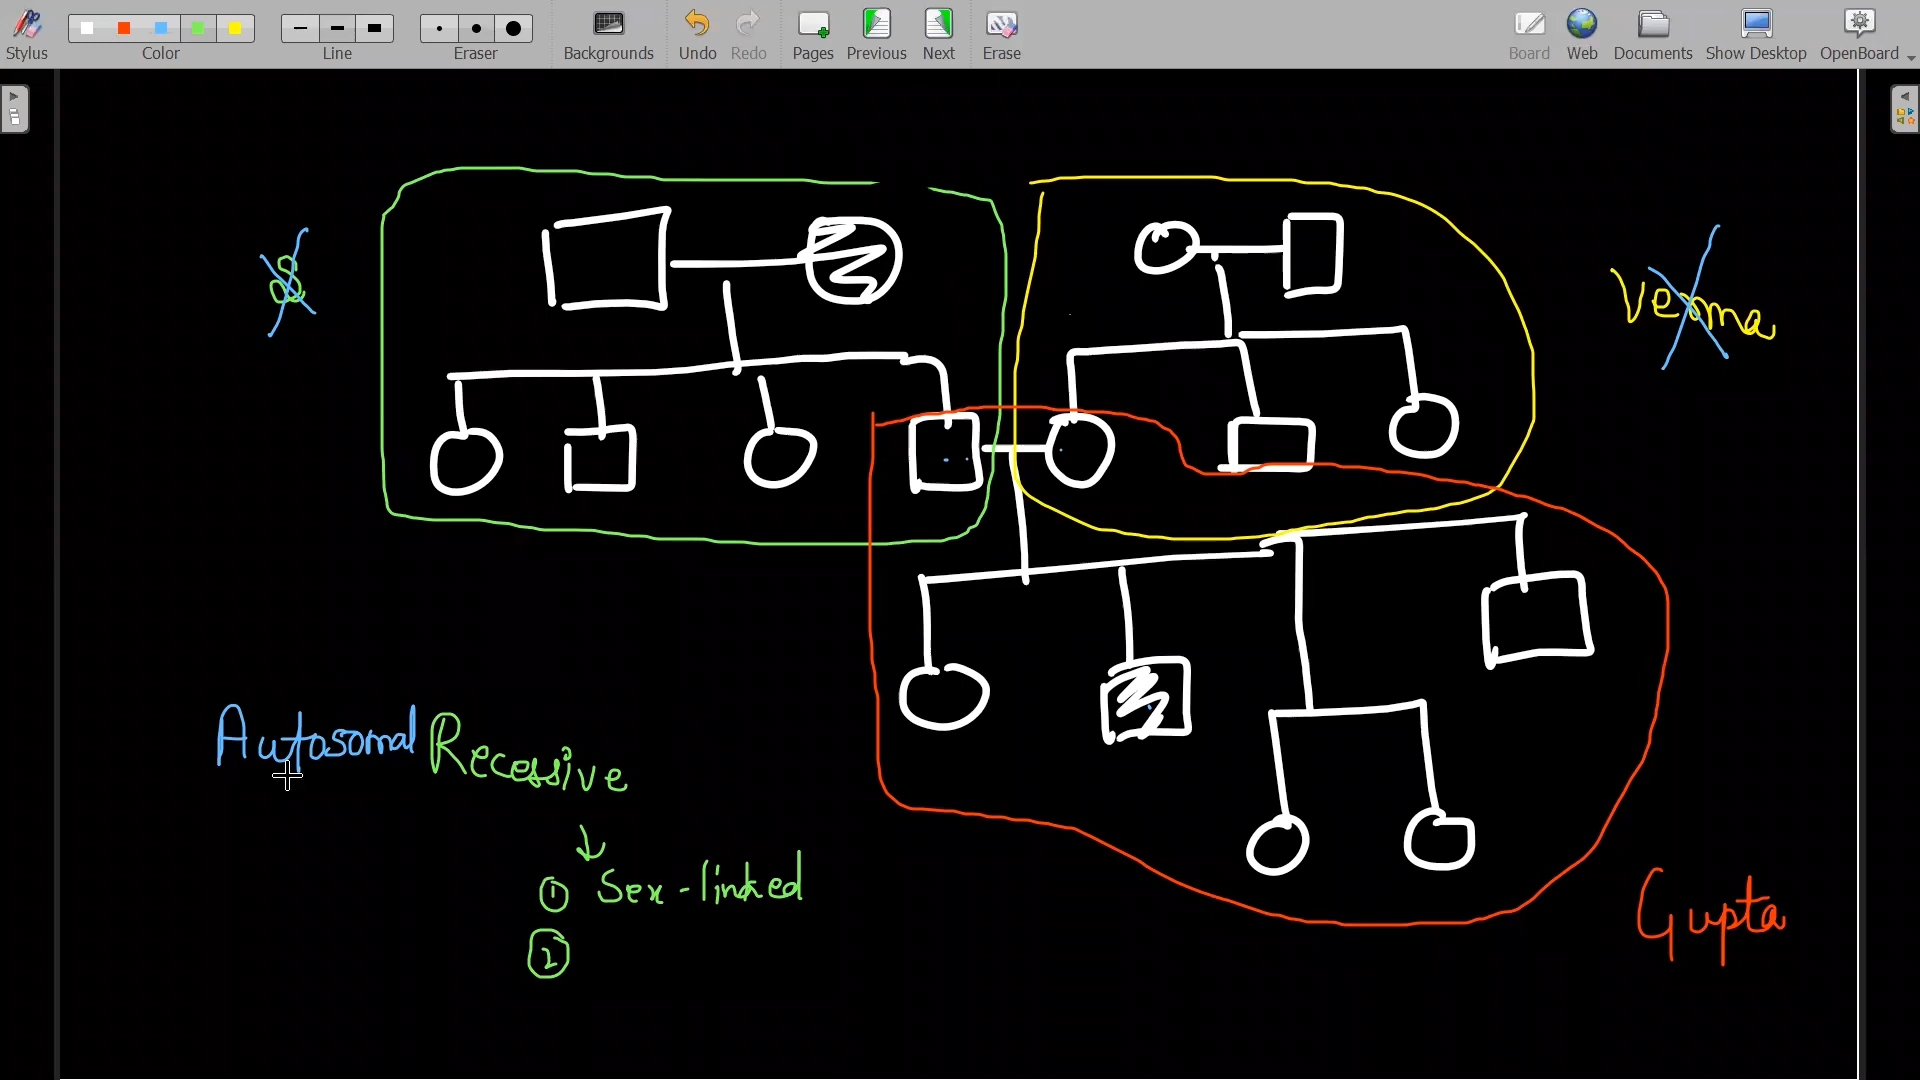 Stylus Color Line Eraser Backgrounds Undo Redo Pages Previous Next Erase Board Web Documents Show Desktop OpenBoard
Verma
Autosomal Recessive
↓
① Sex-linked
②
Gupta